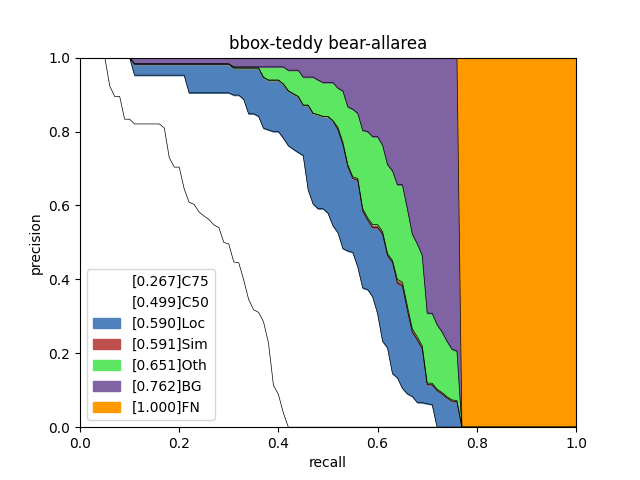 bbox-teddy bear-allarea
1.0
0.8
0.6
0.4
0.2
0.0
precision
[0.267]C75
[0.499]C50
[0.590]Loc
[0.591]Sim
[0.651]Oth
[0.762]BG
[1.000]FN
0.0 0.2 0.4 0.6 0.8 1.0
recall